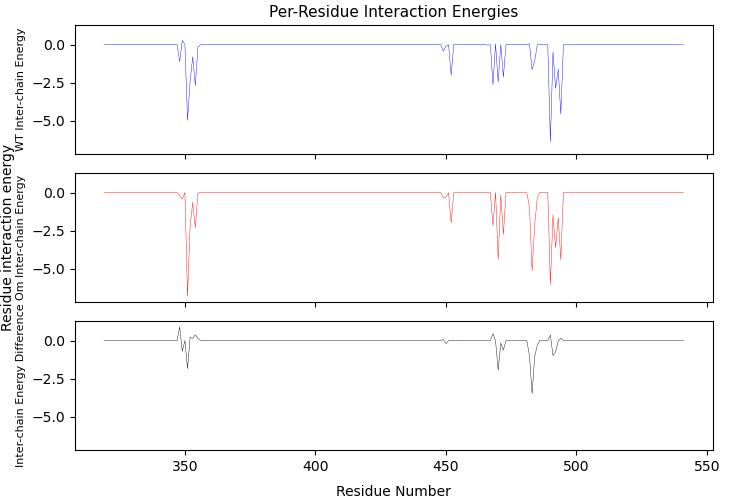 Per-Residue Interaction Energies
Residue interaction energy
WT Inter-chain Energy
0.0
−2.5
−5.0
Om Inter-chain Energy
0.0
−2.5
−5.0
Inter-chain Energy Difference
0.0
−2.5
−5.0
350
400
450
500
550
Residue Number